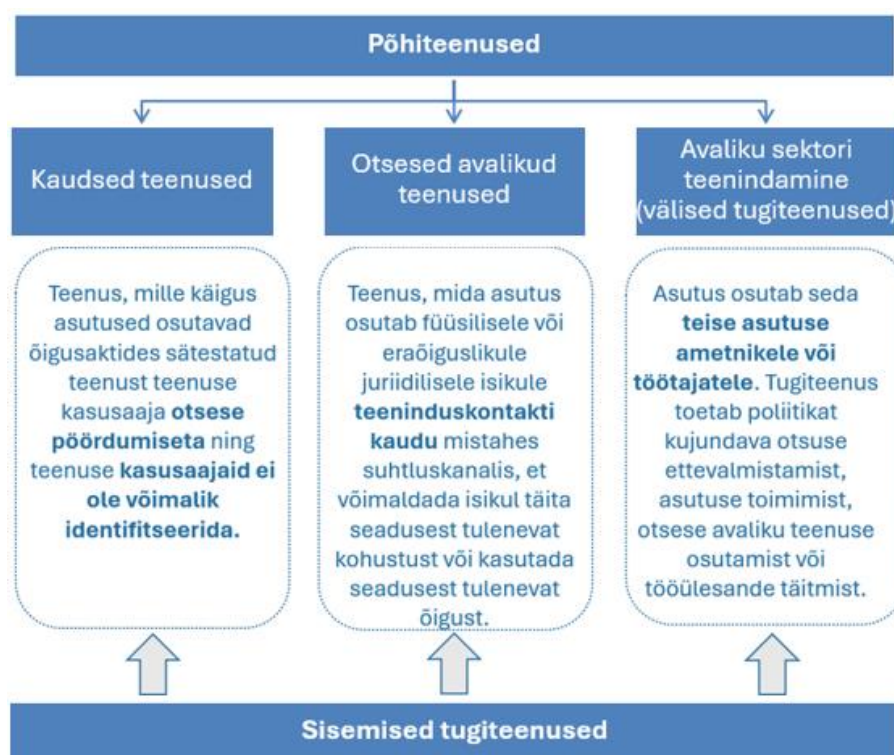 Põhiteenused
Kaudsed teenused
Otsesed avalikud
teenused
Avaliku sektori
teenindamine
(välised tugiteenused)
Teenus, mille käigus
asutused osutavad
õigusaktides sätestatud
teenust teenuse
kasusaaja otsese
pöördumiseta ning
teenuse kasusaajaid ei
ole võimalik
identifitseerida.
Teenus, mida asutus
osutab füüsilisele või
eraõiguslikule
juriidilisele isikule
teeninduskontakti
kaudu mistahes
suhtluskanalis, et
võimaldada isikul täita
seadusest tulenevat
kohustust või kasutada
seadusest tulenevat
õigust.
Asutus osutab seda
teise asutuse
ametnikele või
töötajatele. Tugiteenus
toetab poliitikat
kujundava otsuse
ettevalmistamist,
asutuse toimimist,
otsese avaliku teenuse
osutamist või
tööülesande täitmist.
Sisemised tugiteenused